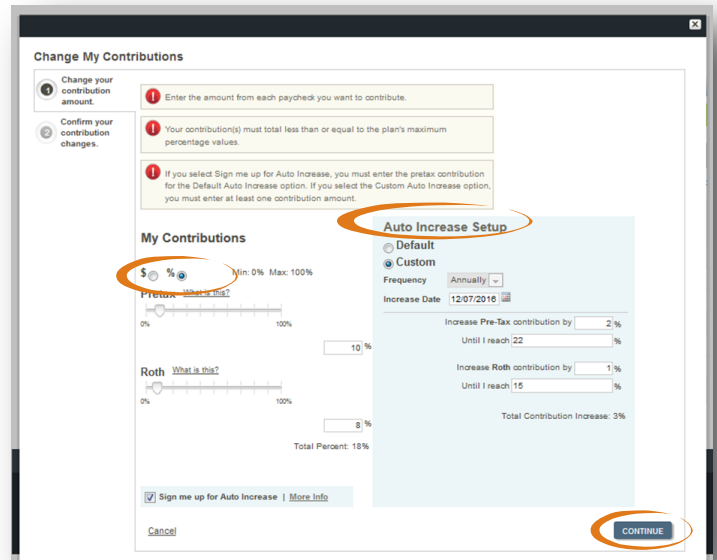 Change My Contributions
1
Change your
contribution
amount.
2
Confirm your
contribution
changes.
Enter the amount from each paycheck you want to contribute.
Your contribution(s) must total less than or equal to the plan's maximum
percentage values.
If you select Sign me up for Auto Increase, you must enter the pretax contribution
for the Default Auto Increase option. If you select the Custom Auto Increase option,
you must enter at least one contribution amount.
My Contributions
$ % Min: 0% Max: 100%
Pretax What is this?
0% 100%
10 %
Roth What is this?
0% 100%
8 %
Total Percent: 18%
Sign me up for Auto Increase | More Info
Auto Increase Setup
Default
Custom
Frequency Annually
Increase Date 12/07/2016
Increase Pre-Tax contribution by 2 %
Until I reach 22 %
Increase Roth contribution by 1 %
Until I reach 15 %
Total Contribution Increase: 3%
Cancel
CONTINUE